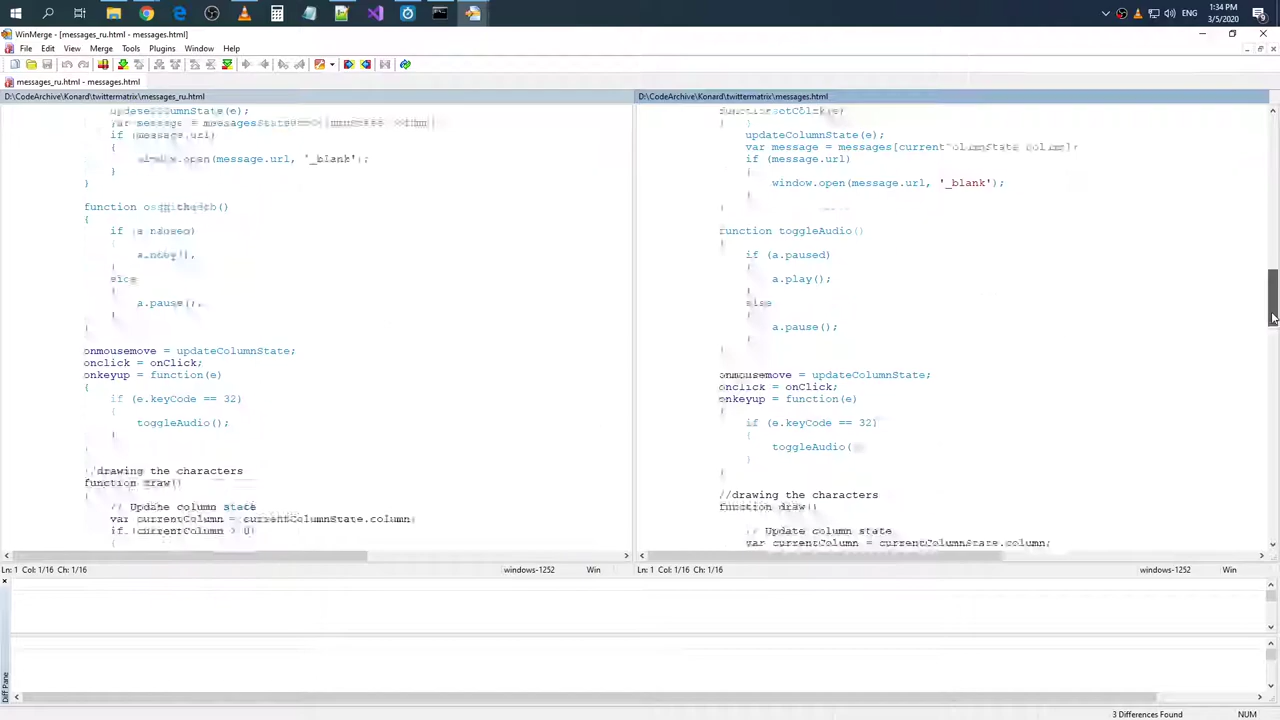 1:34 PM
ENG
3/5/2020
WinMerge - [messages_ru.html - messages.html]
File Edit View Merge Tools Plugins Window Help
messages_ru.html - messages.html
D:\CodeArchive\Konard\twittermatrix\messages_ru.html
D:\CodeArchive\Konard\twittermatrix\messages.html
(e);
if (message.url)
{
(message.url, '_blank');
}
}
function
{
if
a.pause();
onmousemove = updateColumnState;
onclick = onClick;
onkeyup = function(e)
{
if (e.keyCode == 32)
{
toggleAudio();
}
drawing the characters
function draw()
// Update column state
var currentColumn = currentColumnState.column;
if (currentColumn > 0)
{
updateColumnState(e);
var message = messages[
if (message.url)
window.open(message.url, '_blank');
function toggleAudio()
if (a.paused)
a.play();
else
a.pause();
onmousemove = updateColumnState;
onclick = onClick;
onkeyup = function(e)
if (e.keyCode == 32)
toggleAudio(
}
//drawing the characters
function draw()
// Update column state
currentColumn = currentColumnState.column;
Ln: 1 Col: 1/16 Ch: 1/16
windows-1252
Win
Ln: 1 Col: 1/16 Ch: 1/16
windows-1252
Win
Diff Pane
3 Differences Found
NUM